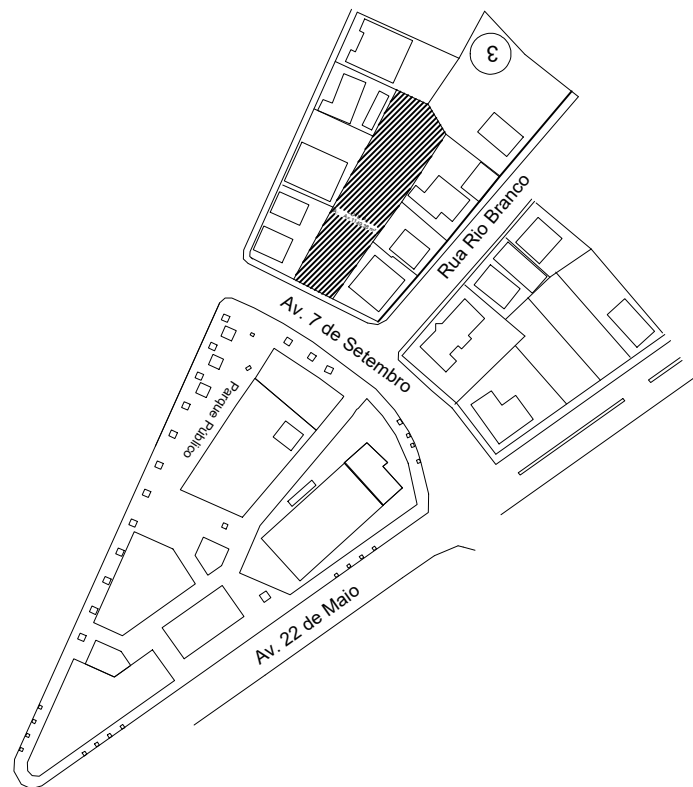 3
Rua Rio Branco
Av. 7 de Setembro
Parque Público
Av. 22 de Maio